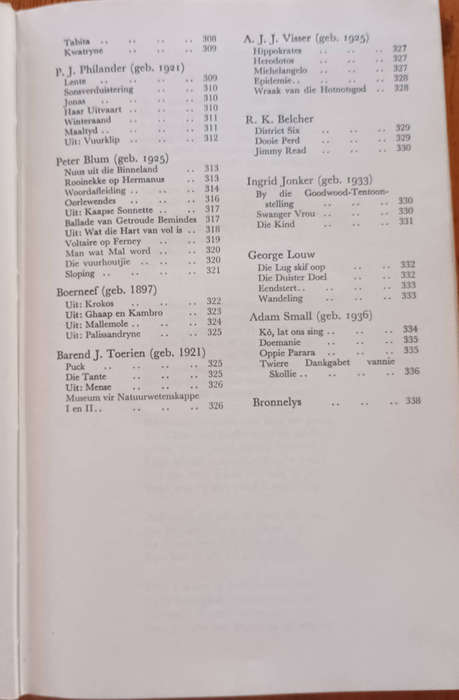 Tabita .. .. .. .. 308
Kwatryne .. .. .. 309
P. J. Philander (geb. 1921)
Lente .. .. .. .. 309
Sonsverduistering .. .. 310
Jonas .. .. .. .. 310
Haar Uitvaart .. .. .. 310
Winteraand .. .. .. 311
Maaltyd .. .. .. .. 311
Uit: Vuurklip .. .. .. 312
Peter Blum (geb. 1925)
Nuus uit die Binneland .. 313
Rooinekke op Hermanus .. 313
Woordafleiding .. .. .. 314
Oorlewendes .. .. .. 316
Uit: Kaapse Sonnette .. .. 317
Ballade van Getroude Bemindes 317
Uit: Wat die Hart van vol is .. 318
Voltaire op Ferney .. .. 319
Man wat Mal word .. .. 320
Die vuurhoutjie .. .. .. 320
Sloping .. .. .. .. 321
Boerneef (geb. 1897)
Uit: Krokos .. .. .. 322
Uit: Ghaap en Kambro .. 323
Uit: Mallemole .. .. .. 324
Uit: Palissandryne .. .. 325
Barend J. Toerien (geb. 1921)
Puck .. .. .. .. 325
Die Tante .. .. .. 325
Uit: Mense .. .. .. 326
Museum vir Natuurwetenskappe
I en II .. .. .. .. 326
A. J. J. Visser (geb. 1925)
Hippokrates .. .. .. 327
Herodotos .. .. .. 327
Michelangelo .. .. .. 327
Epidemie .. .. .. .. 328
Wraak van die Hotnotsgod .. 328
R. K. Belcher
District Six .. .. .. 329
Dooie Perd .. .. .. 329
Jimmy Read .. .. .. 330
Ingrid Jonker (geb. 1933)
By die Goodwood-Tentoon-
stelling .. .. .. 330
Swanger Vrou .. .. .. 330
Die Kind .. .. .. 331
George Louw
Die Lug skif oop .. .. 332
Die Duister Doel .. .. 332
Eendstert .. .. .. .. 333
Wandeling .. .. .. 333
Adam Small (geb. 1936)
Kô, lat ons sing .. .. .. 334
Doemanie .. .. .. 335
Oppie Parara .. .. .. 335
Twiere Dankgabet vannie
Skollie .. .. .. .. 336
Bronnelys .. .. .. 338